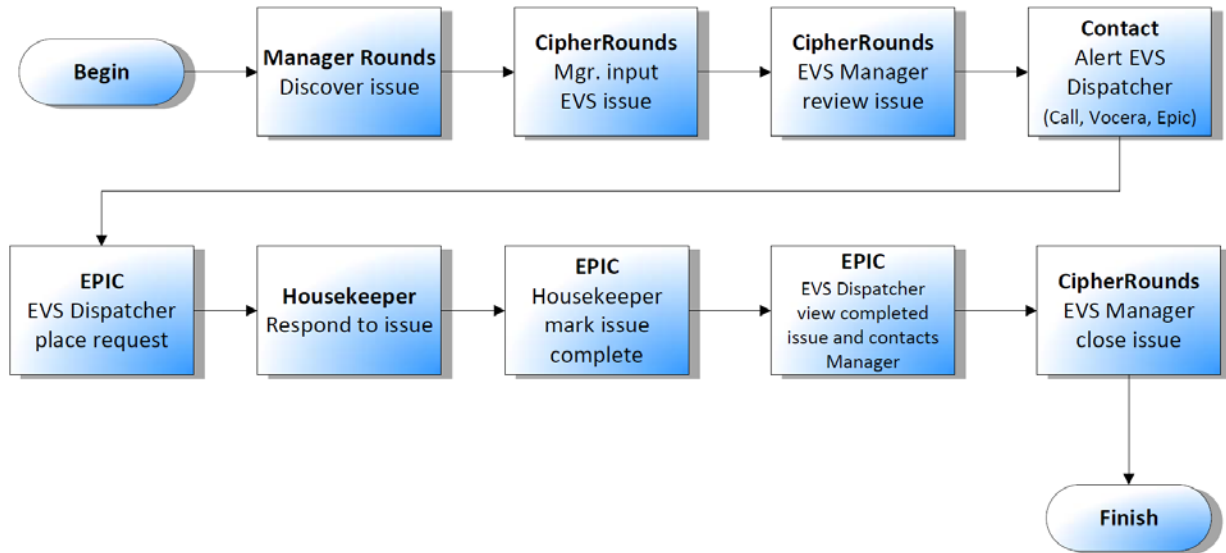 Begin
Manager Rounds
Discover issue
CipherRounds
Mgr. input
EVS issue
CipherRounds
EVS Manager
review issue
Contact
Alert EVS
Dispatcher
(Call, Vocera, Epic)
EPIC
EVS Dispatcher
place request
Housekeeper
Respond to issue
EPIC
Housekeeper
mark issue
complete
EPIC
EVS Dispatcher
view completed
issue and contacts
Manager
CipherRounds
EVS Manager
close issue
Finish